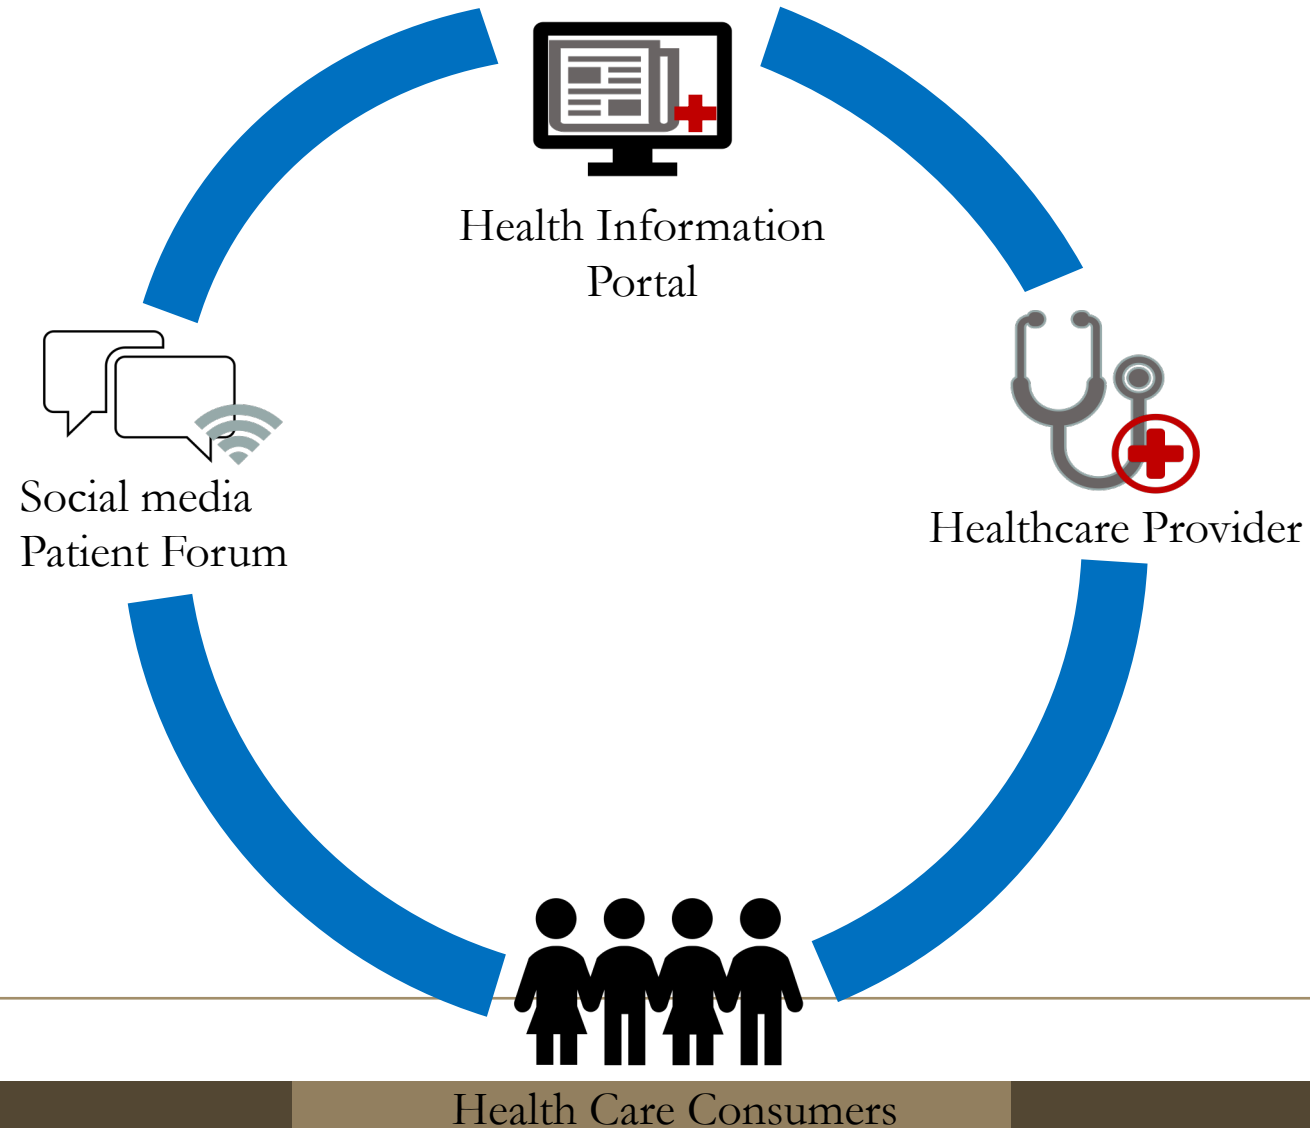 Health Information
Portal
Social media
Patient Forum
Healthcare Provider
Health Care Consumers